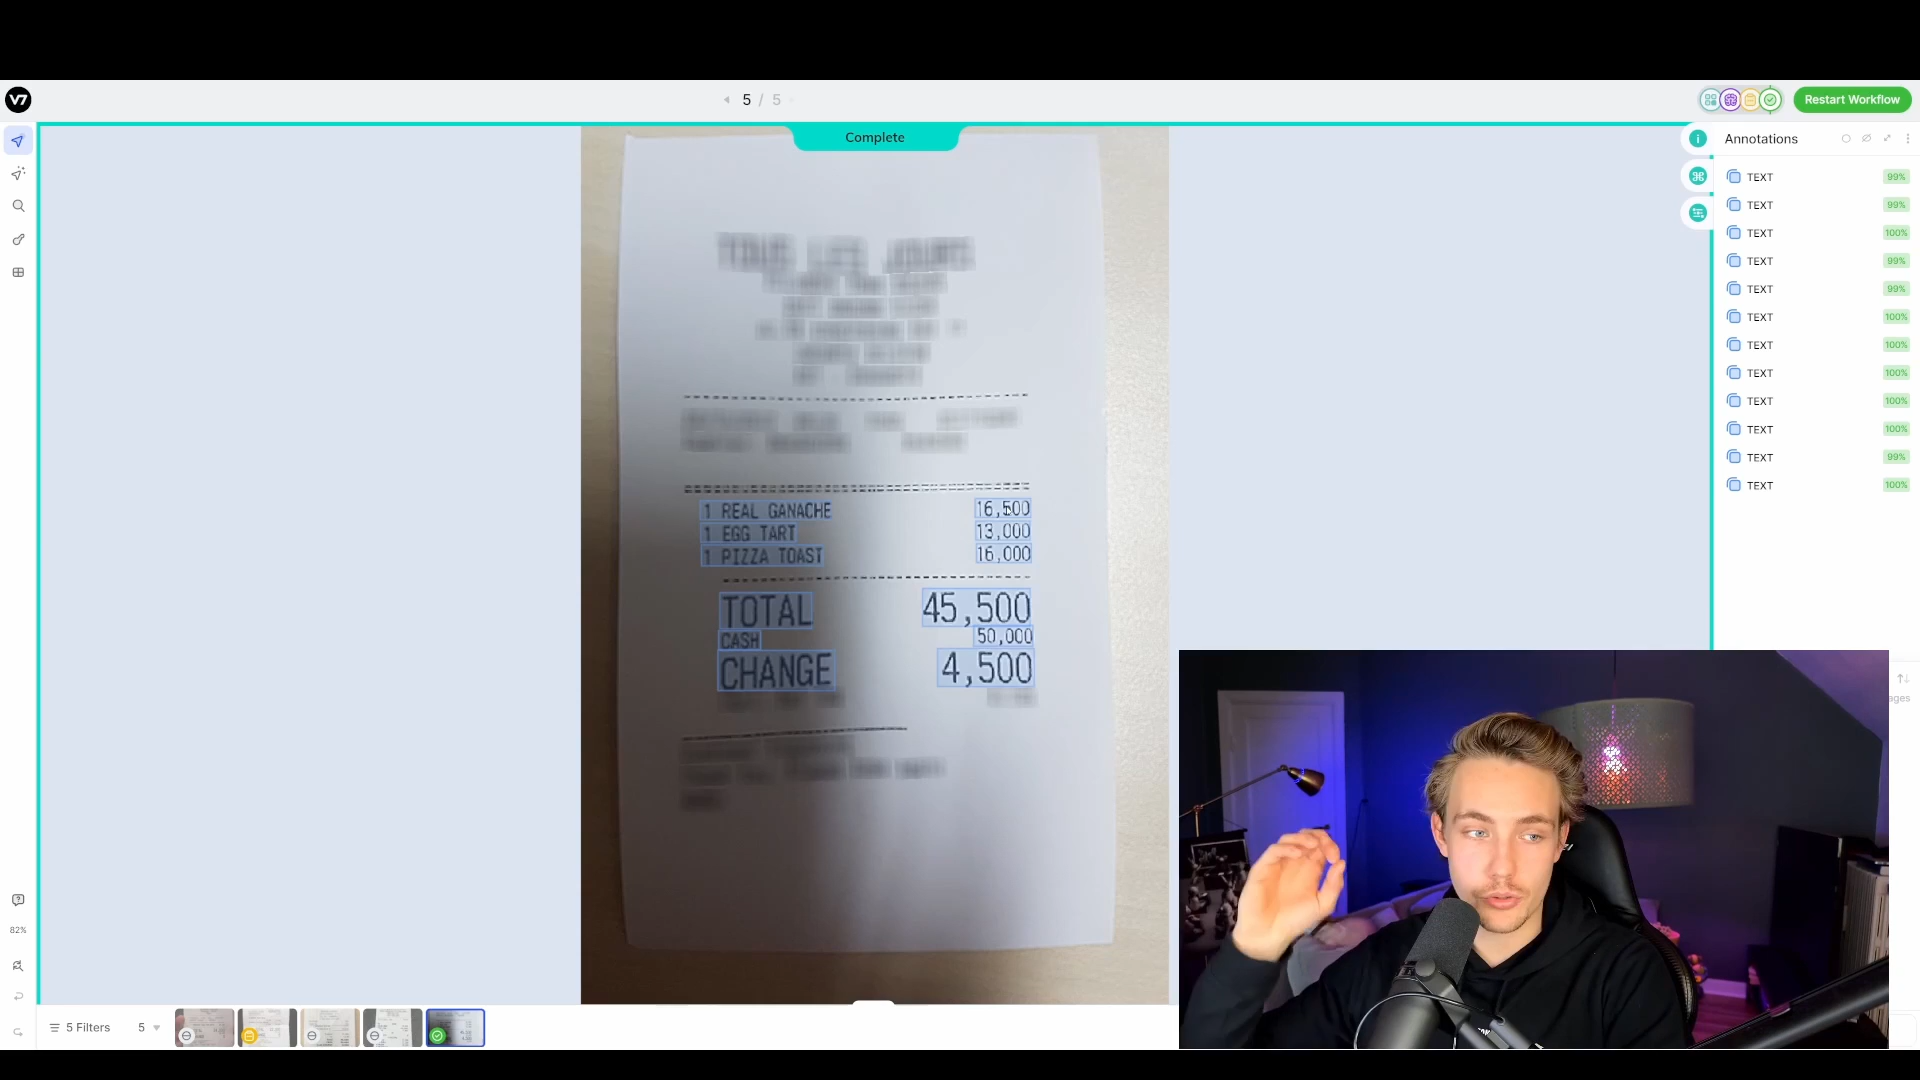 V7
5 / 5
Restart Workflow
Complete
Annotations
TEXT 99%
TEXT 99%
TEXT 100%
TEXT 99%
TEXT 99%
TEXT 100%
TEXT 100%
TEXT 100%
TEXT 100%
TEXT 100%
TEXT 99%
TEXT 100%
1 REAL GANACHE 16,500
1 EGG TART 13,000
1 PIZZA TOAST 16,000
TOTAL 45,500
CASH 50,000
CHANGE 4,500
ages
82%
5 Filters 5